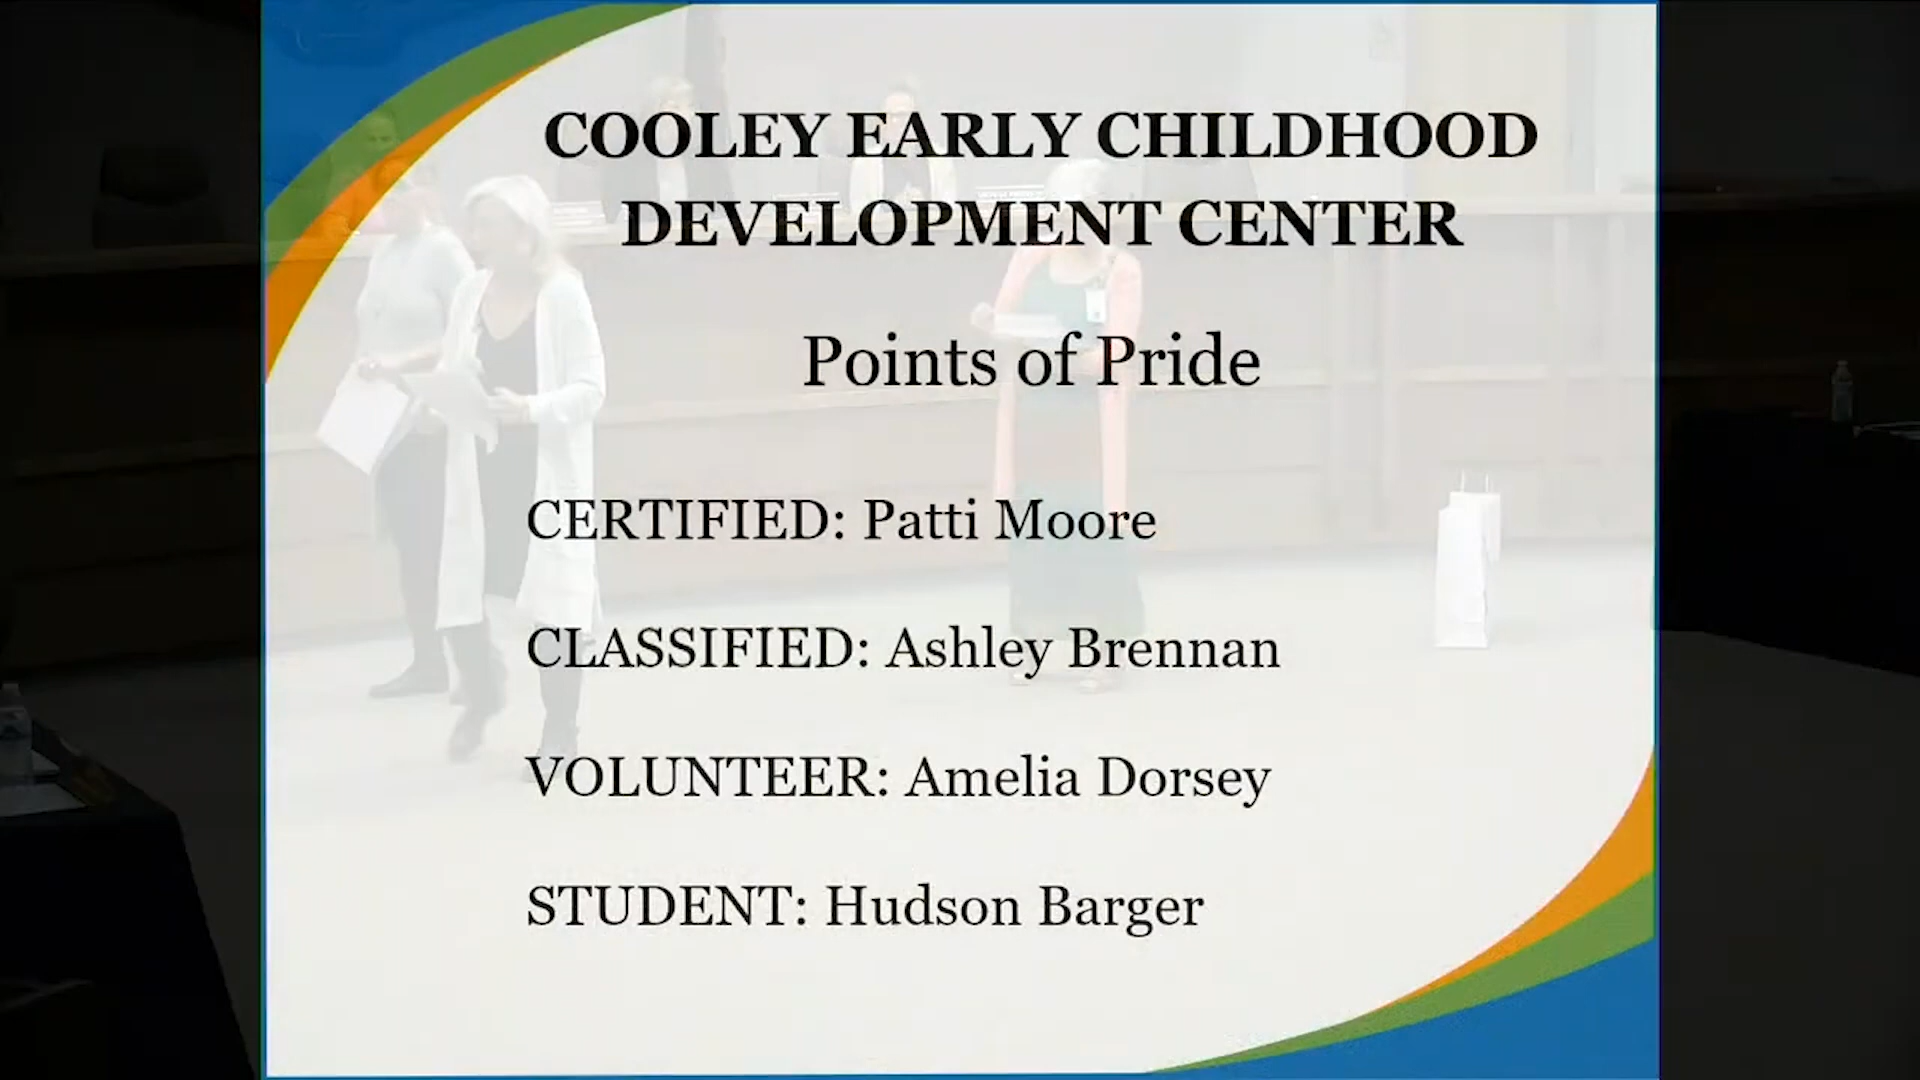 COOLEY EARLY CHILDHOOD
DEVELOPMENT CENTER
Points of Pride
CERTIFIED: Patti Moore
CLASSIFIED: Ashley Brennan
VOLUNTEER: Amelia Dorsey
STUDENT: Hudson Barger